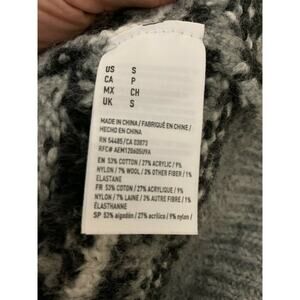 US S
CA P
MX CH
UK S
MADE IN CHINA / FABRIQUÉ EN CHINE /
HECHO EN CHINA
RN 54485/CA 03873
RFC# AEM120605U9A
EN 53% COTTON / 27% ACRYLIC / 9%
NYLON / 7% WOOL / 3% OTHER FIBER / 1%
ELASTANE
FR 53% COTON / 27% ACRYLIQUE / 9%
NYLON / 7% LAINE / 3% AUTRE FIBRE / 1%
ÉLASTHANNE
SP 53% algodón / 27% acrílico / 9% nylon /